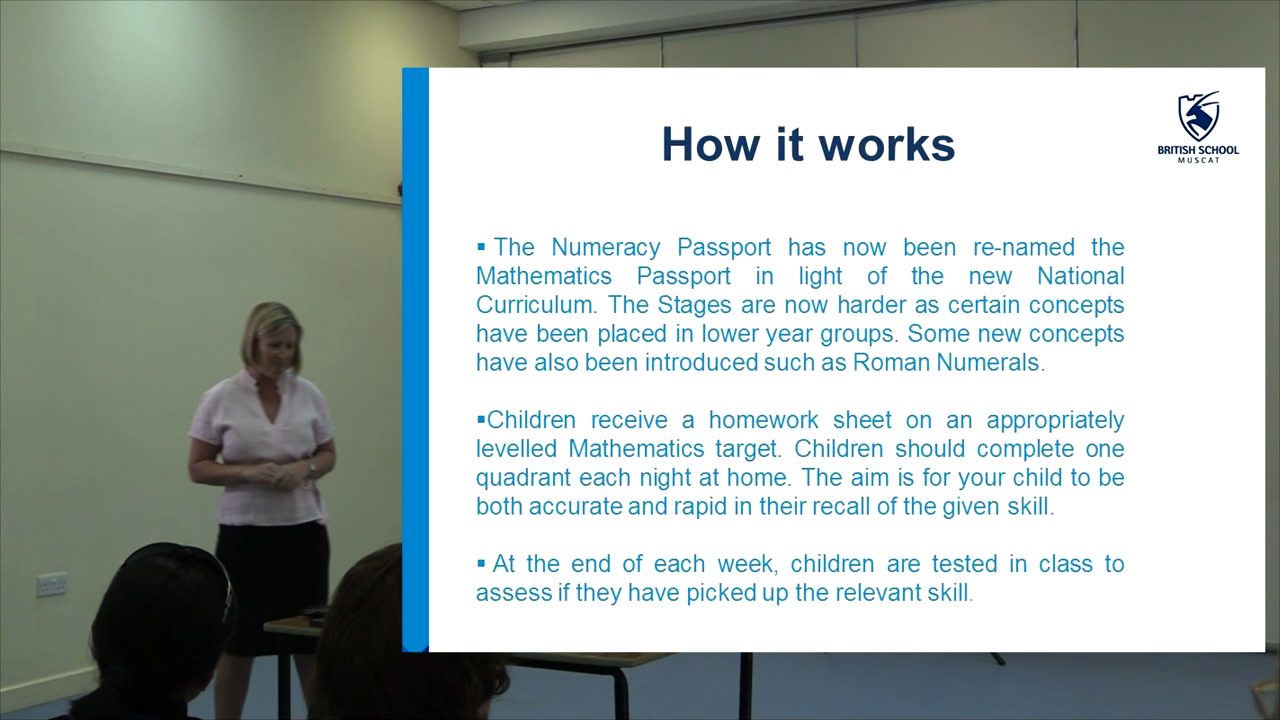 How it works
BRITISH SCHOOL
MUSCAT
▪ The Numeracy Passport has now been re-named the
Mathematics Passport in light of the new National
Curriculum. The Stages are now harder as certain concepts
have been placed in lower year groups. Some new concepts
have also been introduced such as Roman Numerals.
▪Children receive a homework sheet on an appropriately
levelled Mathematics target. Children should complete one
quadrant each night at home. The aim is for your child to be
both accurate and rapid in their recall of the given skill.
▪ At the end of each week, children are tested in class to
assess if they have picked up the relevant skill.